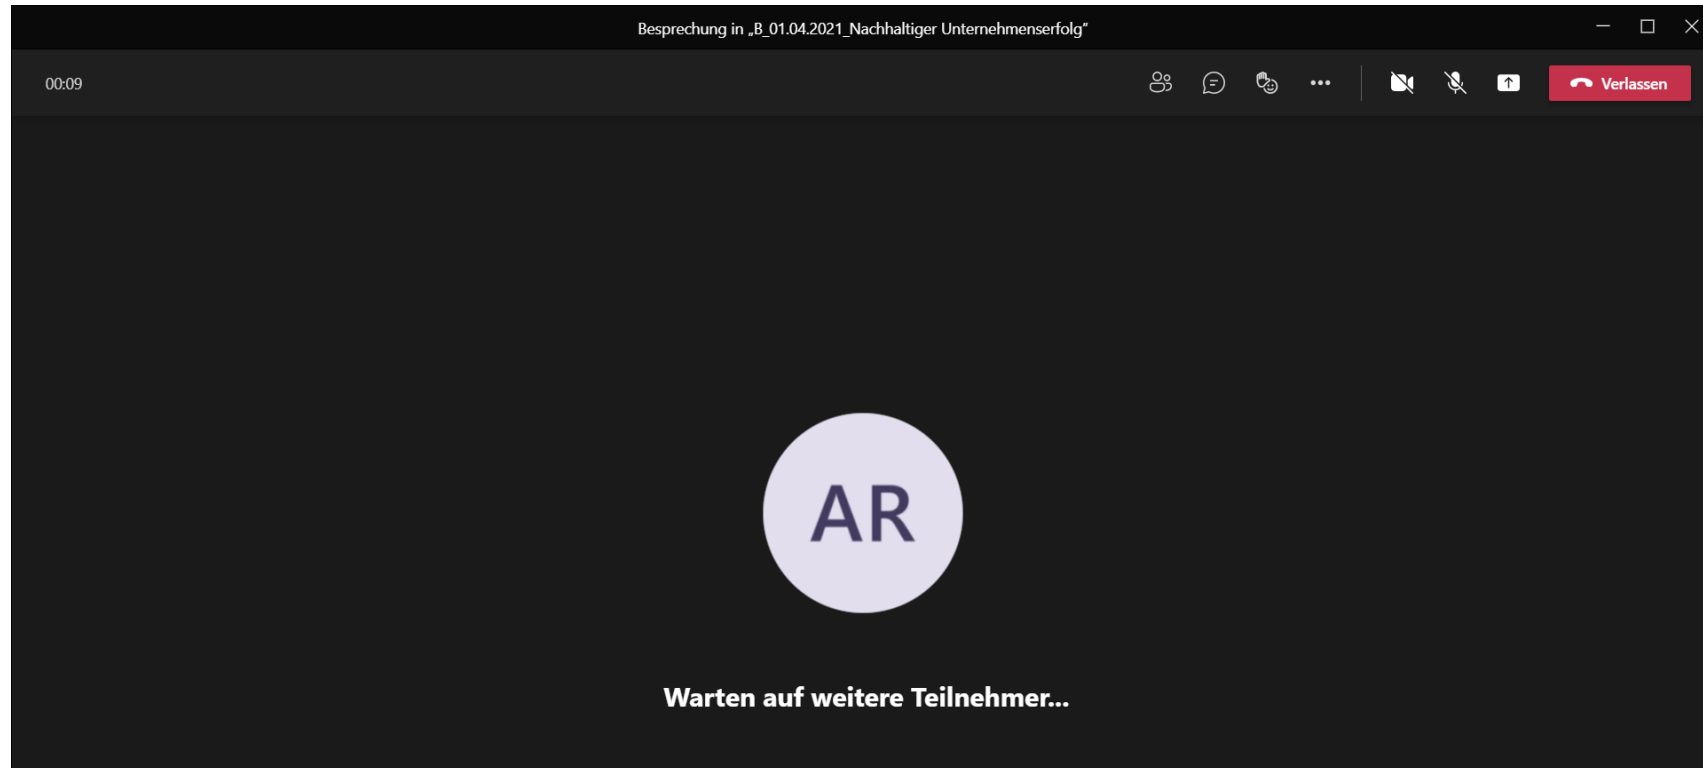 Besprechung in „B_01.04.2021_Nachhaltiger Unternehmenserfolg“
00:09
Verlassen
AR
Warten auf weitere Teilnehmer...